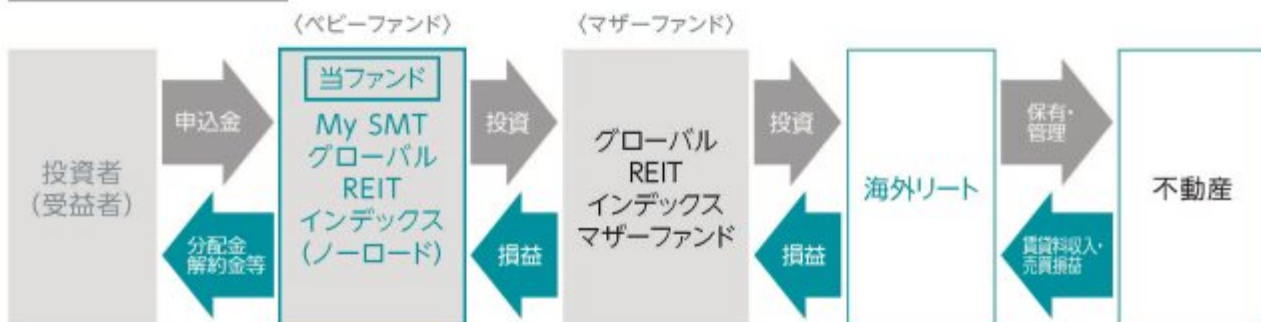 〈ベビーファンド〉
〈マザーファンド〉
投資者
(受益者)
申込金
分配金
解約金等
当ファンド
My SMT
グローバル
REIT
インデックス
(ノーロード)
投資
損益
グローバル
REIT
インデックス
マザーファンド
投資
損益
海外リート
保有・
管理
賃貸料収入・
売買損益
不動産